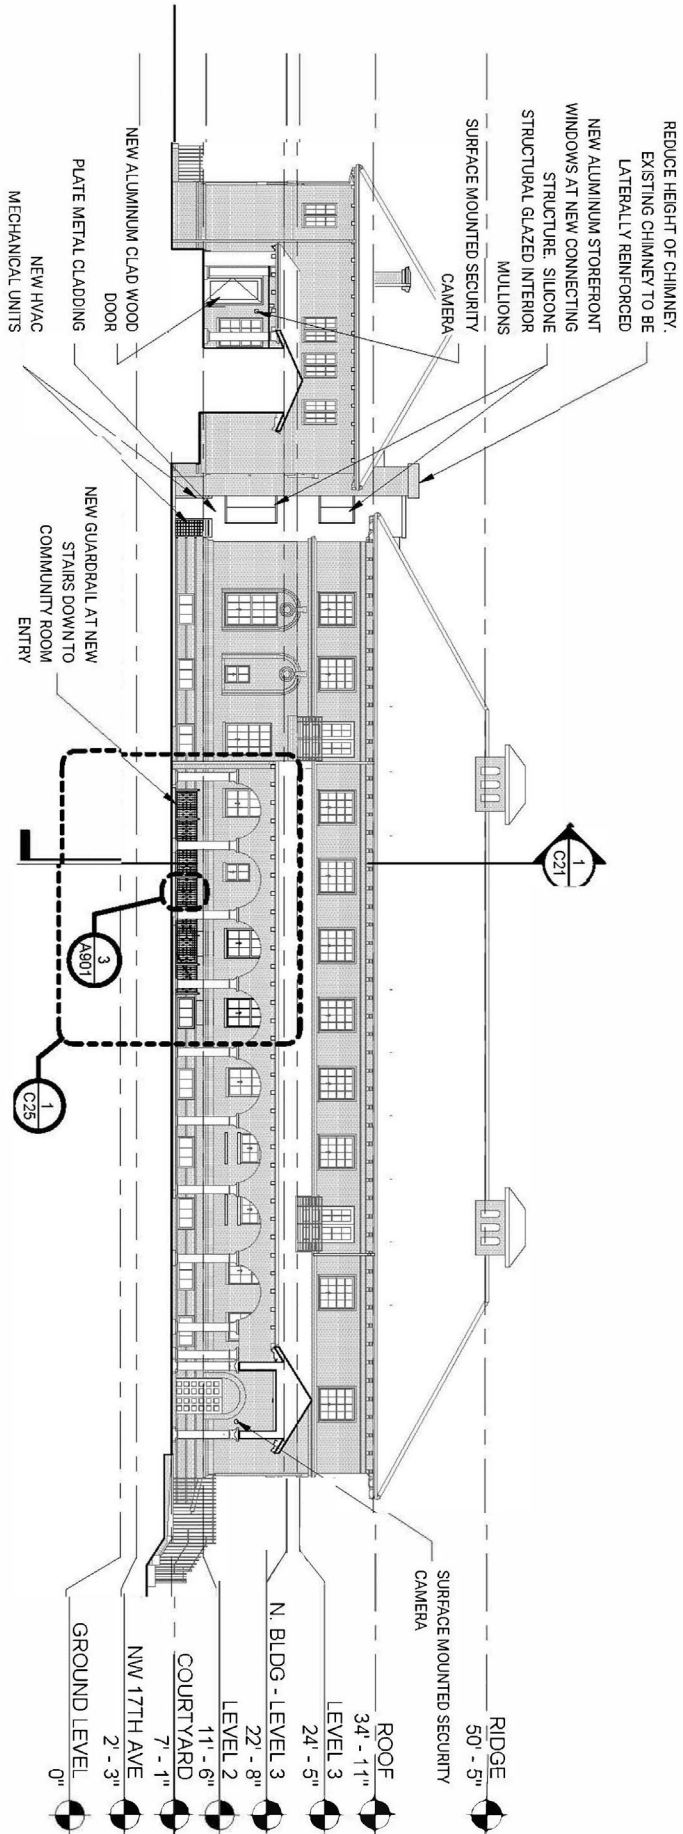 REDUCE HEIGHT OF CHIMNEY.
EXISTING CHIMNEY TO BE
LATERALLY REINFORCED
NEW ALUMINUM STOREFRONT
WINDOWS AT NEW CONNECTING
STRUCTURE. SILICONE
STRUCTURAL GLAZED INTERIOR
MULLIONS
SURFACE MOUNTED SECURITY
CAMERA
NEW ALUMINUM CLAD WOOD
DOOR
PLATE METAL CLADDING
NEW HVAC
MECHANICAL UNITS
NEW GUARDRAIL AT NEW
STAIRS DOWN TO
COMMUNITY ROOM
ENTRY
1
C21
3
A901
1
C25
SURFACE MOUNTED SECURITY
CAMERA
RIDGE
50' - 5"
ROOF
34' - 11"
LEVEL 3
24' - 5"
N. BLDG - LEVEL 3
22' - 8"
LEVEL 2
11' - 6"
COURTYARD
7' - 1"
NW 17TH AVE
2' - 3"
GROUND LEVEL
0"